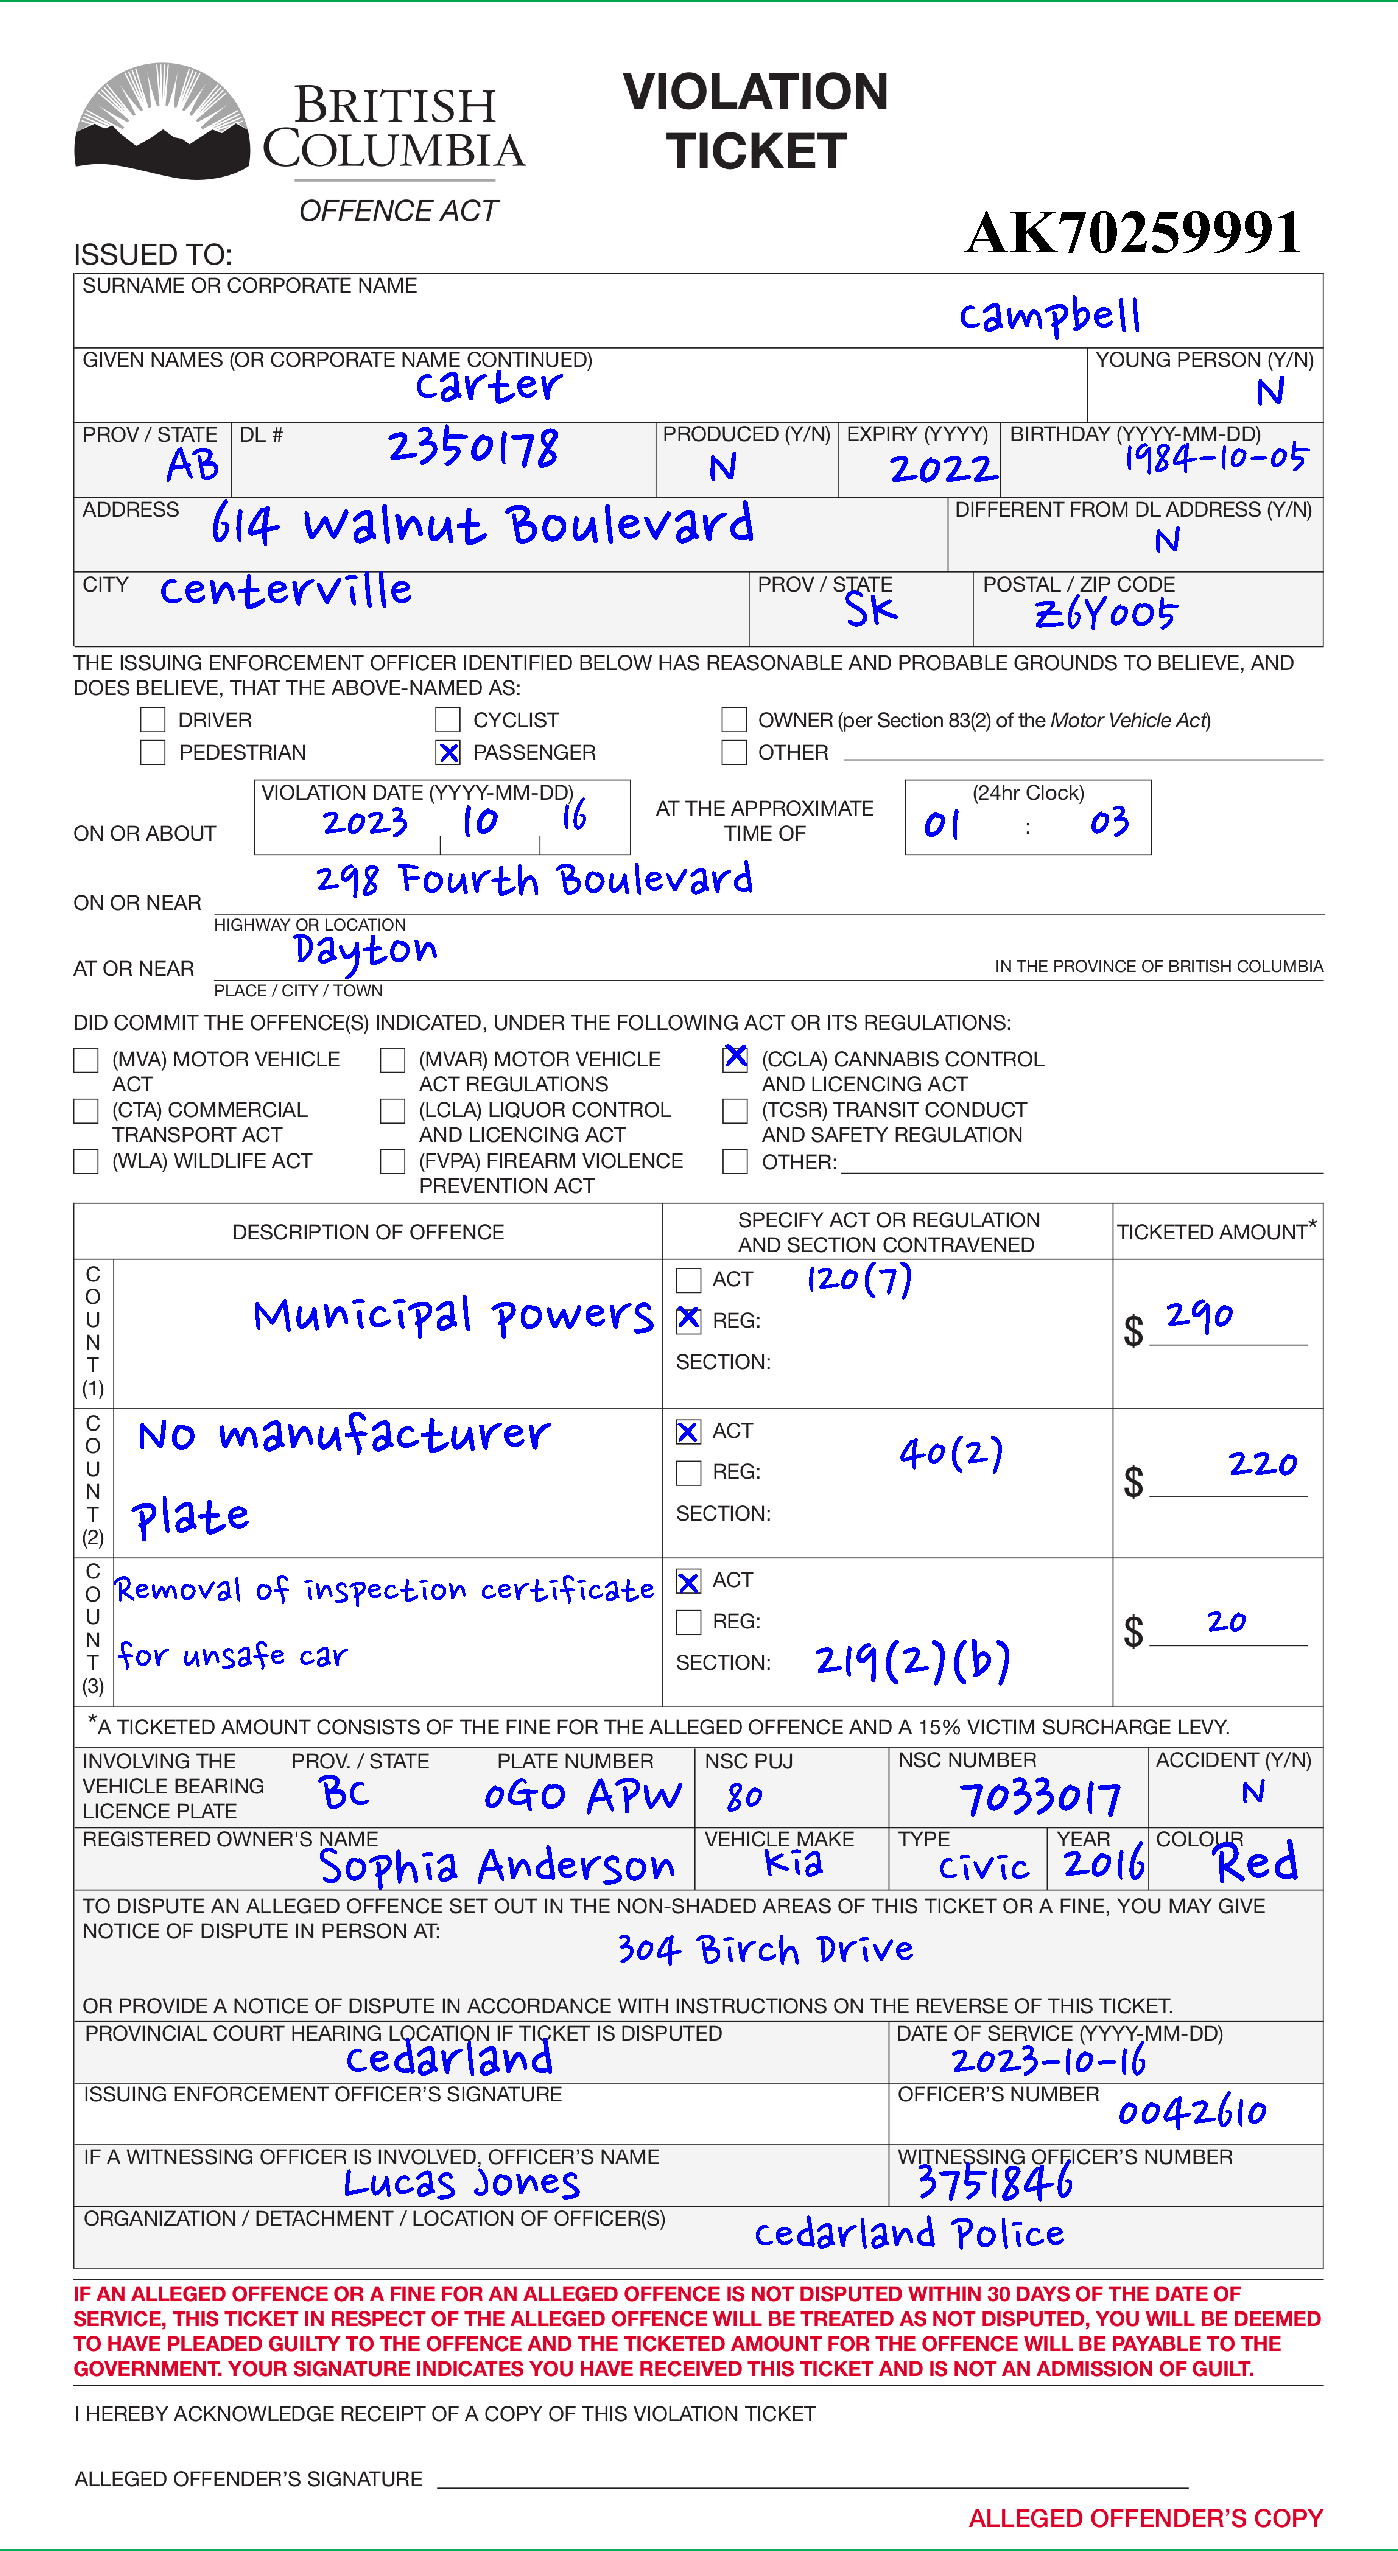 BRITISH
COLUMBIA
OFFENCE ACT
VIOLATION
TICKET
AK70259991
ISSUED TO:
SURNAME OR CORPORATE NAME
Campbell
GIVEN NAMES (OR CORPORATE NAME CONTINUED)
Carter
YOUNG PERSON (Y/N)
N
PROV / STATE
AB
DL #
2350178
PRODUCED (Y/N)
N
EXPIRY (YYYY)
2022
BIRTHDAY (YYYY-MM-DD)
1984-10-05
ADDRESS
614 Walnut Boulevard
DIFFERENT FROM DL ADDRESS (Y/N)
N
CITY
Centerville
PROV / STATE
SK
POSTAL / ZIP CODE
Z6Y005
THE ISSUING ENFORCEMENT OFFICER IDENTIFIED BELOW HAS REASONABLE AND PROBABLE GROUNDS TO BELIEVE, AND
DOES BELIEVE, THAT THE ABOVE-NAMED AS:
DRIVER
CYCLIST
OWNER (per Section 83(2) of the Motor Vehicle Act)
PEDESTRIAN
X PASSENGER
OTHER
ON OR ABOUT
VIOLATION DATE (YYYY-MM-DD)
2023 10 16
AT THE APPROXIMATE
TIME OF
(24hr Clock)
01 : 03
ON OR NEAR
298 Fourth Boulevard
HIGHWAY OR LOCATION
AT OR NEAR
Dayton
IN THE PROVINCE OF BRITISH COLUMBIA
PLACE / CITY / TOWN
DID COMMIT THE OFFENCE(S) INDICATED, UNDER THE FOLLOWING ACT OR ITS REGULATIONS:
(MVA) MOTOR VEHICLE
ACT
(MVAR) MOTOR VEHICLE
ACT REGULATIONS
X (CCLA) CANNABIS CONTROL
AND LICENCING ACT
(CTA) COMMERCIAL
TRANSPORT ACT
(LCLA) LIQUOR CONTROL
AND LICENCING ACT
(TCSR) TRANSIT CONDUCT
AND SAFETY REGULATION
(WLA) WILDLIFE ACT
(FVPA) FIREARM VIOLENCE
PREVENTION ACT
OTHER:
DESCRIPTION OF OFFENCE
SPECIFY ACT OR REGULATION
AND SECTION CONTRAVENED
TICKETED AMOUNT*
COUNT (1)
Municipal powers
ACT
120(7)
X REG:
SECTION:
$ 290
COUNT (2)
No manufacturer
plate
X ACT
40(2)
REG:
SECTION:
$ 220
COUNT (3)
Removal of inspection certificate
for unsafe car
X ACT
REG:
SECTION: 219(2)(b)
$ 20
*A TICKETED AMOUNT CONSISTS OF THE FINE FOR THE ALLEGED OFFENCE AND A 15% VICTIM SURCHARGE LEVY.
INVOLVING THE
VEHICLE BEARING
LICENCE PLATE
PROV. / STATE
BC
PLATE NUMBER
0G0 APW
NSC PUJ
80
NSC NUMBER
7033017
ACCIDENT (Y/N)
N
REGISTERED OWNER'S NAME
Sophia Anderson
VEHICLE MAKE
Kia
TYPE
Civic
YEAR
2016
COLOUR
Red
TO DISPUTE AN ALLEGED OFFENCE SET OUT IN THE NON-SHADED AREAS OF THIS TICKET OR A FINE, YOU MAY GIVE
NOTICE OF DISPUTE IN PERSON AT:
304 Birch Drive
OR PROVIDE A NOTICE OF DISPUTE IN ACCORDANCE WITH INSTRUCTIONS ON THE REVERSE OF THIS TICKET.
PROVINCIAL COURT HEARING LOCATION IF TICKET IS DISPUTED
Cedarland
DATE OF SERVICE (YYYY-MM-DD)
2023-10-16
ISSUING ENFORCEMENT OFFICER'S SIGNATURE
OFFICER'S NUMBER
0042610
IF A WITNESSING OFFICER IS INVOLVED, OFFICER'S NAME
Lucas Jones
WITNESSING OFFICER'S NUMBER
3751846
ORGANIZATION / DETACHMENT / LOCATION OF OFFICER(S)
Cedarland Police
IF AN ALLEGED OFFENCE OR A FINE FOR AN ALLEGED OFFENCE IS NOT DISPUTED WITHIN 30 DAYS OF THE DATE OF
SERVICE, THIS TICKET IN RESPECT OF THE ALLEGED OFFENCE WILL BE TREATED AS NOT DISPUTED, YOU WILL BE DEEMED
TO HAVE PLEADED GUILTY TO THE OFFENCE AND THE TICKETED AMOUNT FOR THE OFFENCE WILL BE PAYABLE TO THE
GOVERNMENT. YOUR SIGNATURE INDICATES YOU HAVE RECEIVED THIS TICKET AND IS NOT AN ADMISSION OF GUILT.
I HEREBY ACKNOWLEDGE RECEIPT OF A COPY OF THIS VIOLATION TICKET
ALLEGED OFFENDER'S SIGNATURE
ALLEGED OFFENDER'S COPY